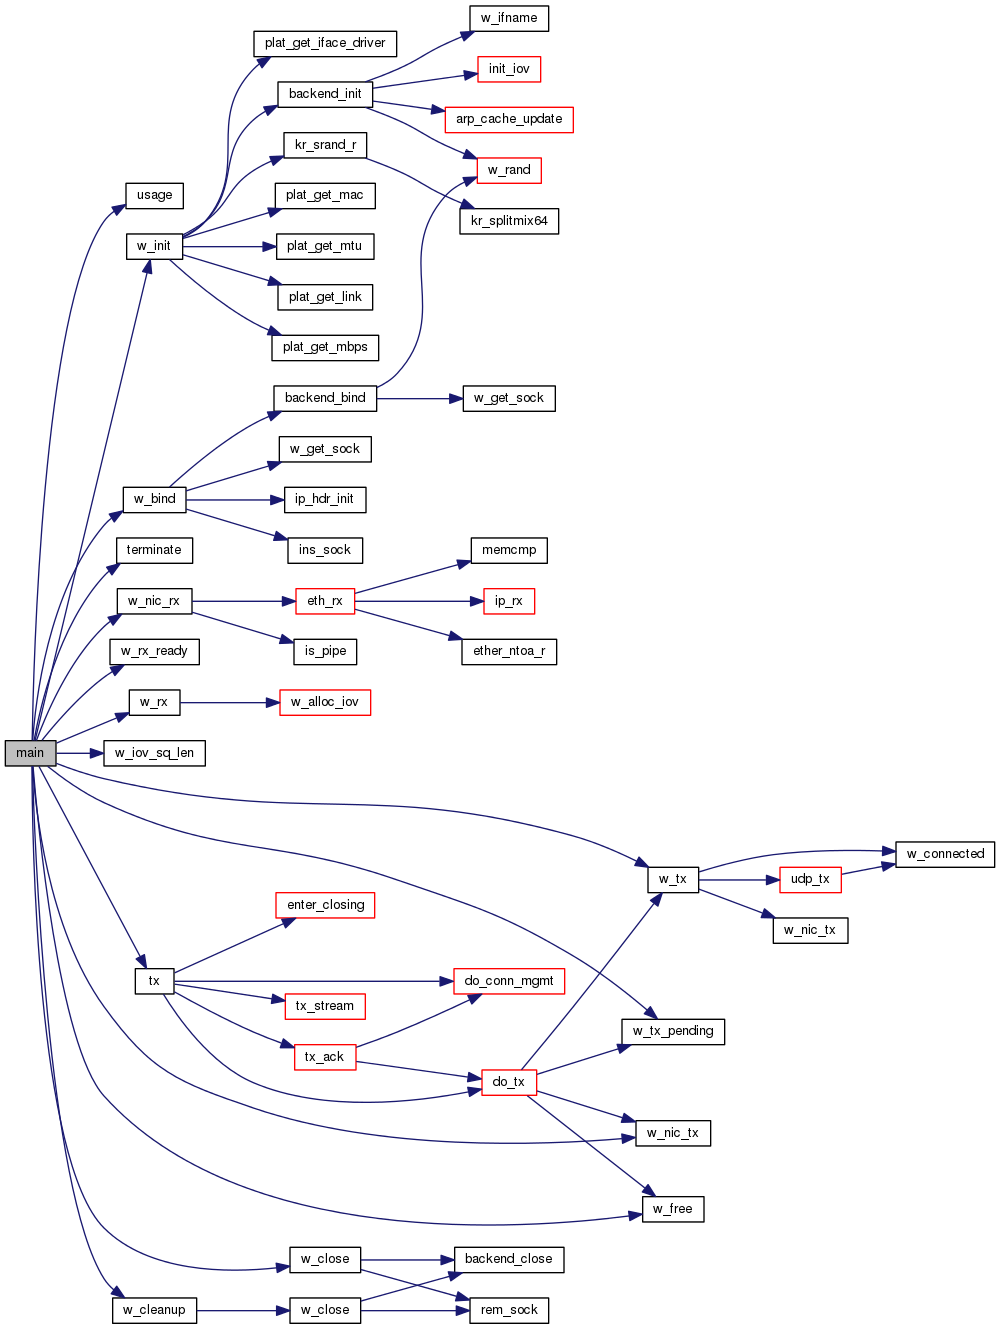 w_ifname
plat_get_iface_driver
init_iov
backend_init
arp_cache_update
kr_srand_r
w_rand
usage
plat_get_mac
kr_splitmix64
w_init
plat_get_mtu
plat_get_link
plat_get_mbps
backend_bind
w_get_sock
w_get_sock
w_bind
ip_hdr_init
terminate
ins_sock
memcmp
w_nic_rx
eth_rx
ip_rx
w_rx_ready
is_pipe
ether_ntoa_r
w_rx
w_alloc_iov
main
w_iov_sq_len
w_connected
w_tx
udp_tx
enter_closing
w_nic_tx
tx
do_conn_mgmt
tx_stream
w_tx_pending
tx_ack
do_tx
w_nic_tx
w_free
w_close
backend_close
w_cleanup
w_close
rem_sock